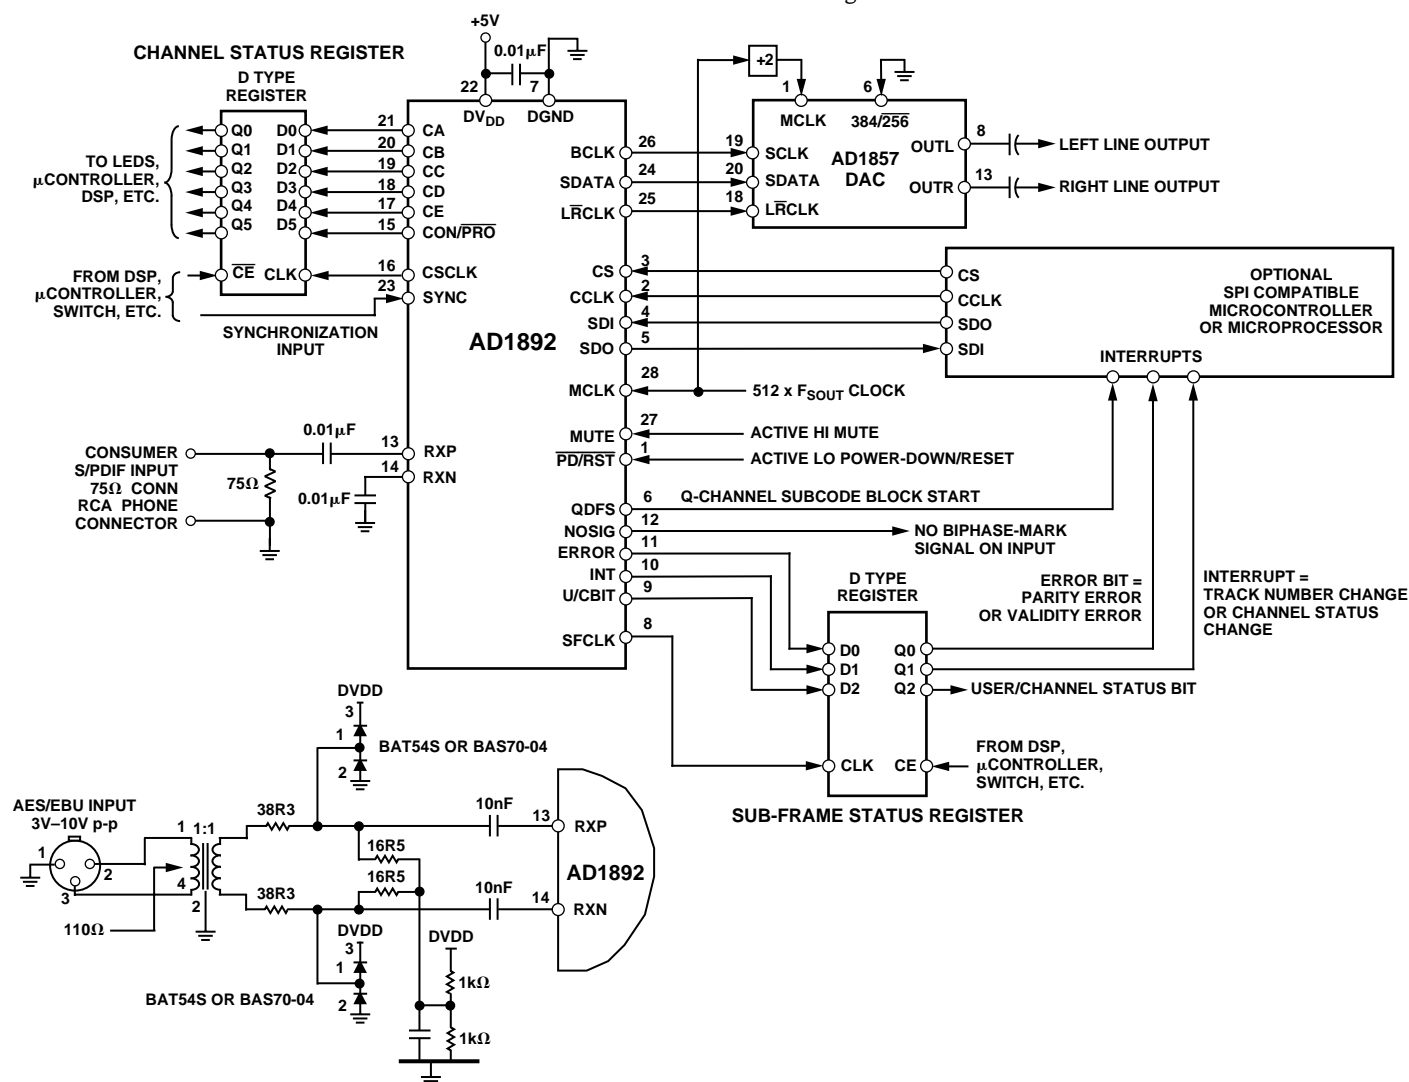 +5V
0.01µF
22
7
DVDD
DGND
CHANNEL STATUS REGISTER
D TYPE
REGISTER
Q0 D0
Q1 D1
Q2 D2
Q3 D3
Q4 D4
Q5 D5
CE CLK
TO LEDS,
µCONTROLLER,
DSP, ETC.
FROM DSP,
µCONTROLLER,
SWITCH, ETC.
SYNCHRONIZATION
INPUT
21 CA
20 CB
19 CC
18 CD
17 CE
15 CON/PRO
16 CSCLK
23 SYNC
AD1892
BCLK 26
SDATA 24
LRCLK 25
CS 3
CCLK 2
SDI 4
SDO 5
MCLK 28
MUTE 27
PD/RST 1
QDFS 6
NOSIG 12
ERROR 11
INT 10
U/CBIT 9
SFCLK 8
+2
1
6
MCLK
384/256
19 SCLK
20 SDATA
18 LRCLK
AD1857
DAC
OUTL 8
OUTR 13
LEFT LINE OUTPUT
RIGHT LINE OUTPUT
CS
CCLK
SDO
SDI
OPTIONAL
SPI COMPATIBLE
MICROCONTROLLER
OR MICROPROCESSOR
INTERRUPTS
512 x FSOUT CLOCK
ACTIVE HI MUTE
ACTIVE LO POWER-DOWN/RESET
Q-CHANNEL SUBCODE BLOCK START
NO BIPHASE-MARK
SIGNAL ON INPUT
CONSUMER
S/PDIF INPUT
75Ω CONN
RCA PHONE
CONNECTOR
75Ω
0.01µF
0.01µF
13 RXP
14 RXN
D TYPE
REGISTER
ERROR BIT =
PARITY ERROR
OR VALIDITY ERROR
INTERRUPT =
TRACK NUMBER CHANGE
OR CHANNEL STATUS
CHANGE
D0 Q0
D1 Q1
D2 Q2
CLK CE
USER/CHANNEL STATUS BIT
FROM DSP,
µCONTROLLER,
SWITCH, ETC.
SUB-FRAME STATUS REGISTER
DVDD
3
1
2
BAT54S OR BAS70-04
AES/EBU INPUT
3V–10V p-p
1
2
3
110Ω
1 1:1
4
2
38R3
38R3
16R5
16R5
10nF
10nF
13 RXP
14 RXN
AD1892
DVDD
3
1
2
BAT54S OR BAS70-04
DVDD
1kΩ
1kΩ